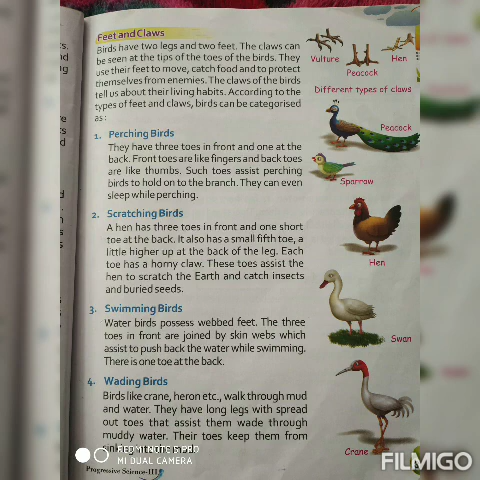 Feet and Claws
Birds have two legs and two feet. The claws can
be seen at the tips of the toes of the birds. They
use their feet to move, catch food and to protect
themselves from enemies. The claws of the birds
tell us about their living habits. According to the
types of feet and claws, birds can be categorised
as:
1. Perching Birds
They have three toes in front and one at the
back. Front toes are like fingers and back toes
are like thumbs. Such toes assist perching
birds to hold on to the branch. They can even
sleep while perching.
2. Scratching Birds
A hen has three toes in front and one short
toe at the back. It also has a small fifth toe, a
little higher up at the back of the leg. Each
toe has a horny claw. These toes assist the
hen to scratch the Earth and catch insects
and buried seeds.
3. Swimming Birds
Water birds possess webbed feet. The three
toes in front are joined by skin webs which
assist to push back the water while swimming.
There is one toe at the back.
4. Wading Birds
Birds like crane, heron etc., walk through mud
and water. They have long legs with spread
out toes that assist them wade through
muddy water. Their toes keep them from
Progressive Science-III
Vulture
Hen
Peacock
Different types of claws
Peacock
Sparrow
Hen
Swan
Crane
MI DUAL CAMERA
FILMIGO